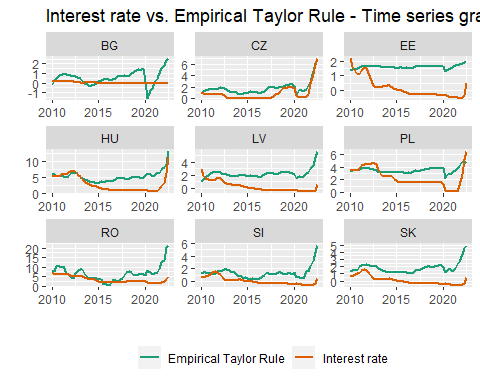 Interest rate vs. Empirical Taylor Rule - Time series gra
BG CZ EE
2 1 0 -1
6 4 2 0
2 1 0
2010 2015 2020 2010 2015 2020 2010 2015 2020
HU LV PL
10 5 0
4 2 0
6 4 2 0
2010 2015 2020 2010 2015 2020 2010 2015 2020
RO SI SK
20 15 10 5 0
6 4 2 0
5 4 3 2 1 0
2010 2015 2020 2010 2015 2020 2010 2015 2020
Empirical Taylor Rule Interest rate